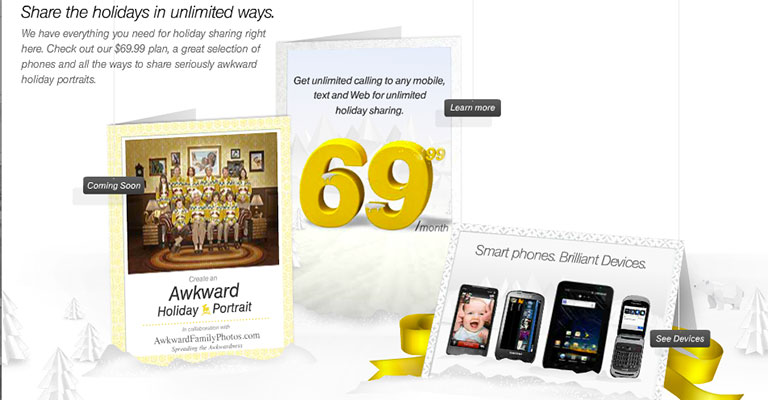 Share the holidays in unlimited ways.
We have everything you need for holiday sharing right
here. Check out our $69.99 plan, a great selection of
phones and all the ways to share seriously awkward
holiday portraits.
Get unlimited calling to any mobile,
text and Web for unlimited
holiday sharing.
Learn more
69 99
/month
Coming Soon
Create an
Awkward
Holiday Portrait
In collaboration with
AwkwardFamilyPhotos.com
Spreading the Awkwardness
Smart phones. Brilliant Devices.
See Devices